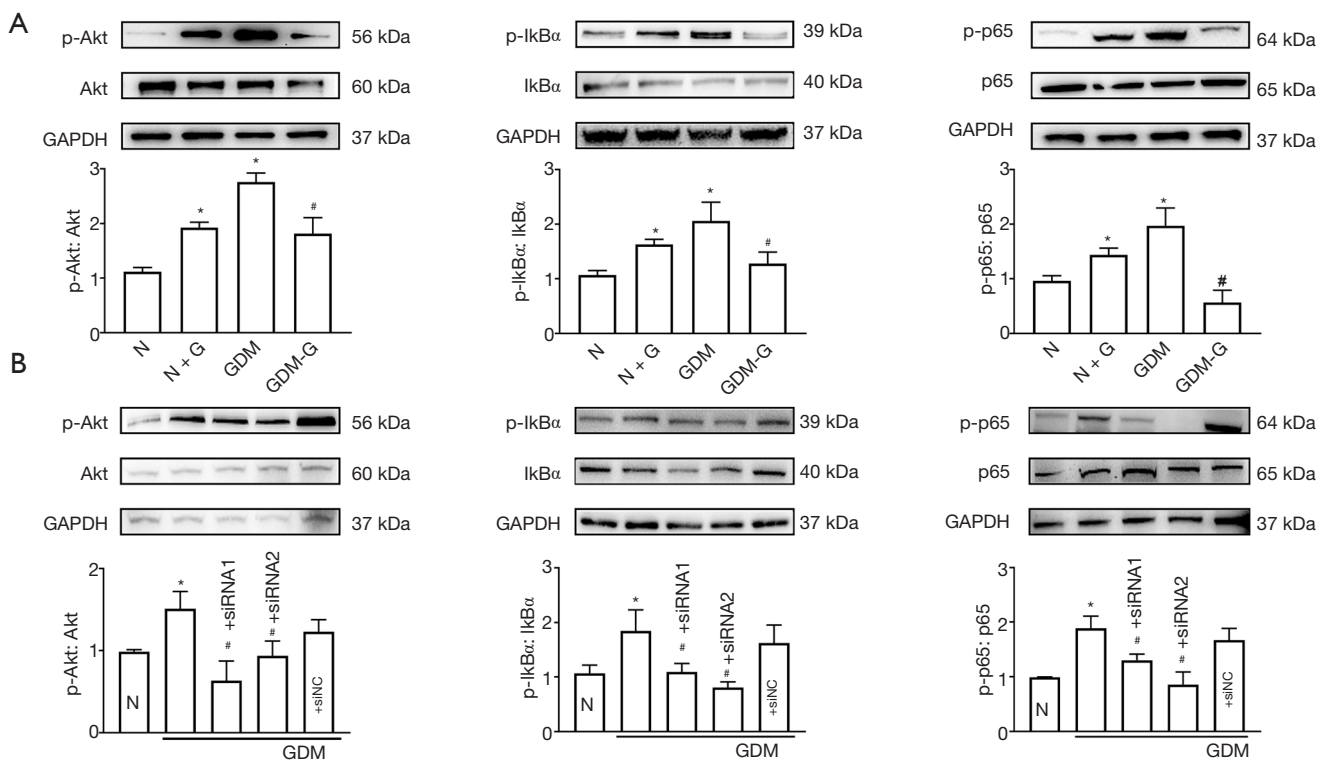 A
p-Akt 56 kDa
Akt 60 kDa
GAPDH 37 kDa
3
2
1
0
p-Akt: Akt
* * #
N N + G GDM GDM-G
p-IkBα 39 kDa
IkBα 40 kDa
GAPDH 37 kDa
3
2
1
0
p-IkBα: IkBα
* * #
N N + G GDM GDM-G
p-p65 64 kDa
p65 65 kDa
GAPDH 37 kDa
3
2
1
0
p-p65: p65
* * #
N N + G GDM GDM-G
B
p-Akt 56 kDa
Akt 60 kDa
GAPDH 37 kDa
2
1
0
p-Akt: Akt
* # #
N +siRNA1 +siRNA2 +siNC
GDM
p-IkBα 39 kDa
IkBα 40 kDa
GAPDH 37 kDa
3
2
1
0
p-IkBα: IkBα
* # #
N +siRNA1 +siRNA2 +siNC
GDM
p-p65 64 kDa
p65 65 kDa
GAPDH 37 kDa
3
2
1
0
p-p65: p65
* # #
N +siRNA1 +siRNA2 +siNC
GDM